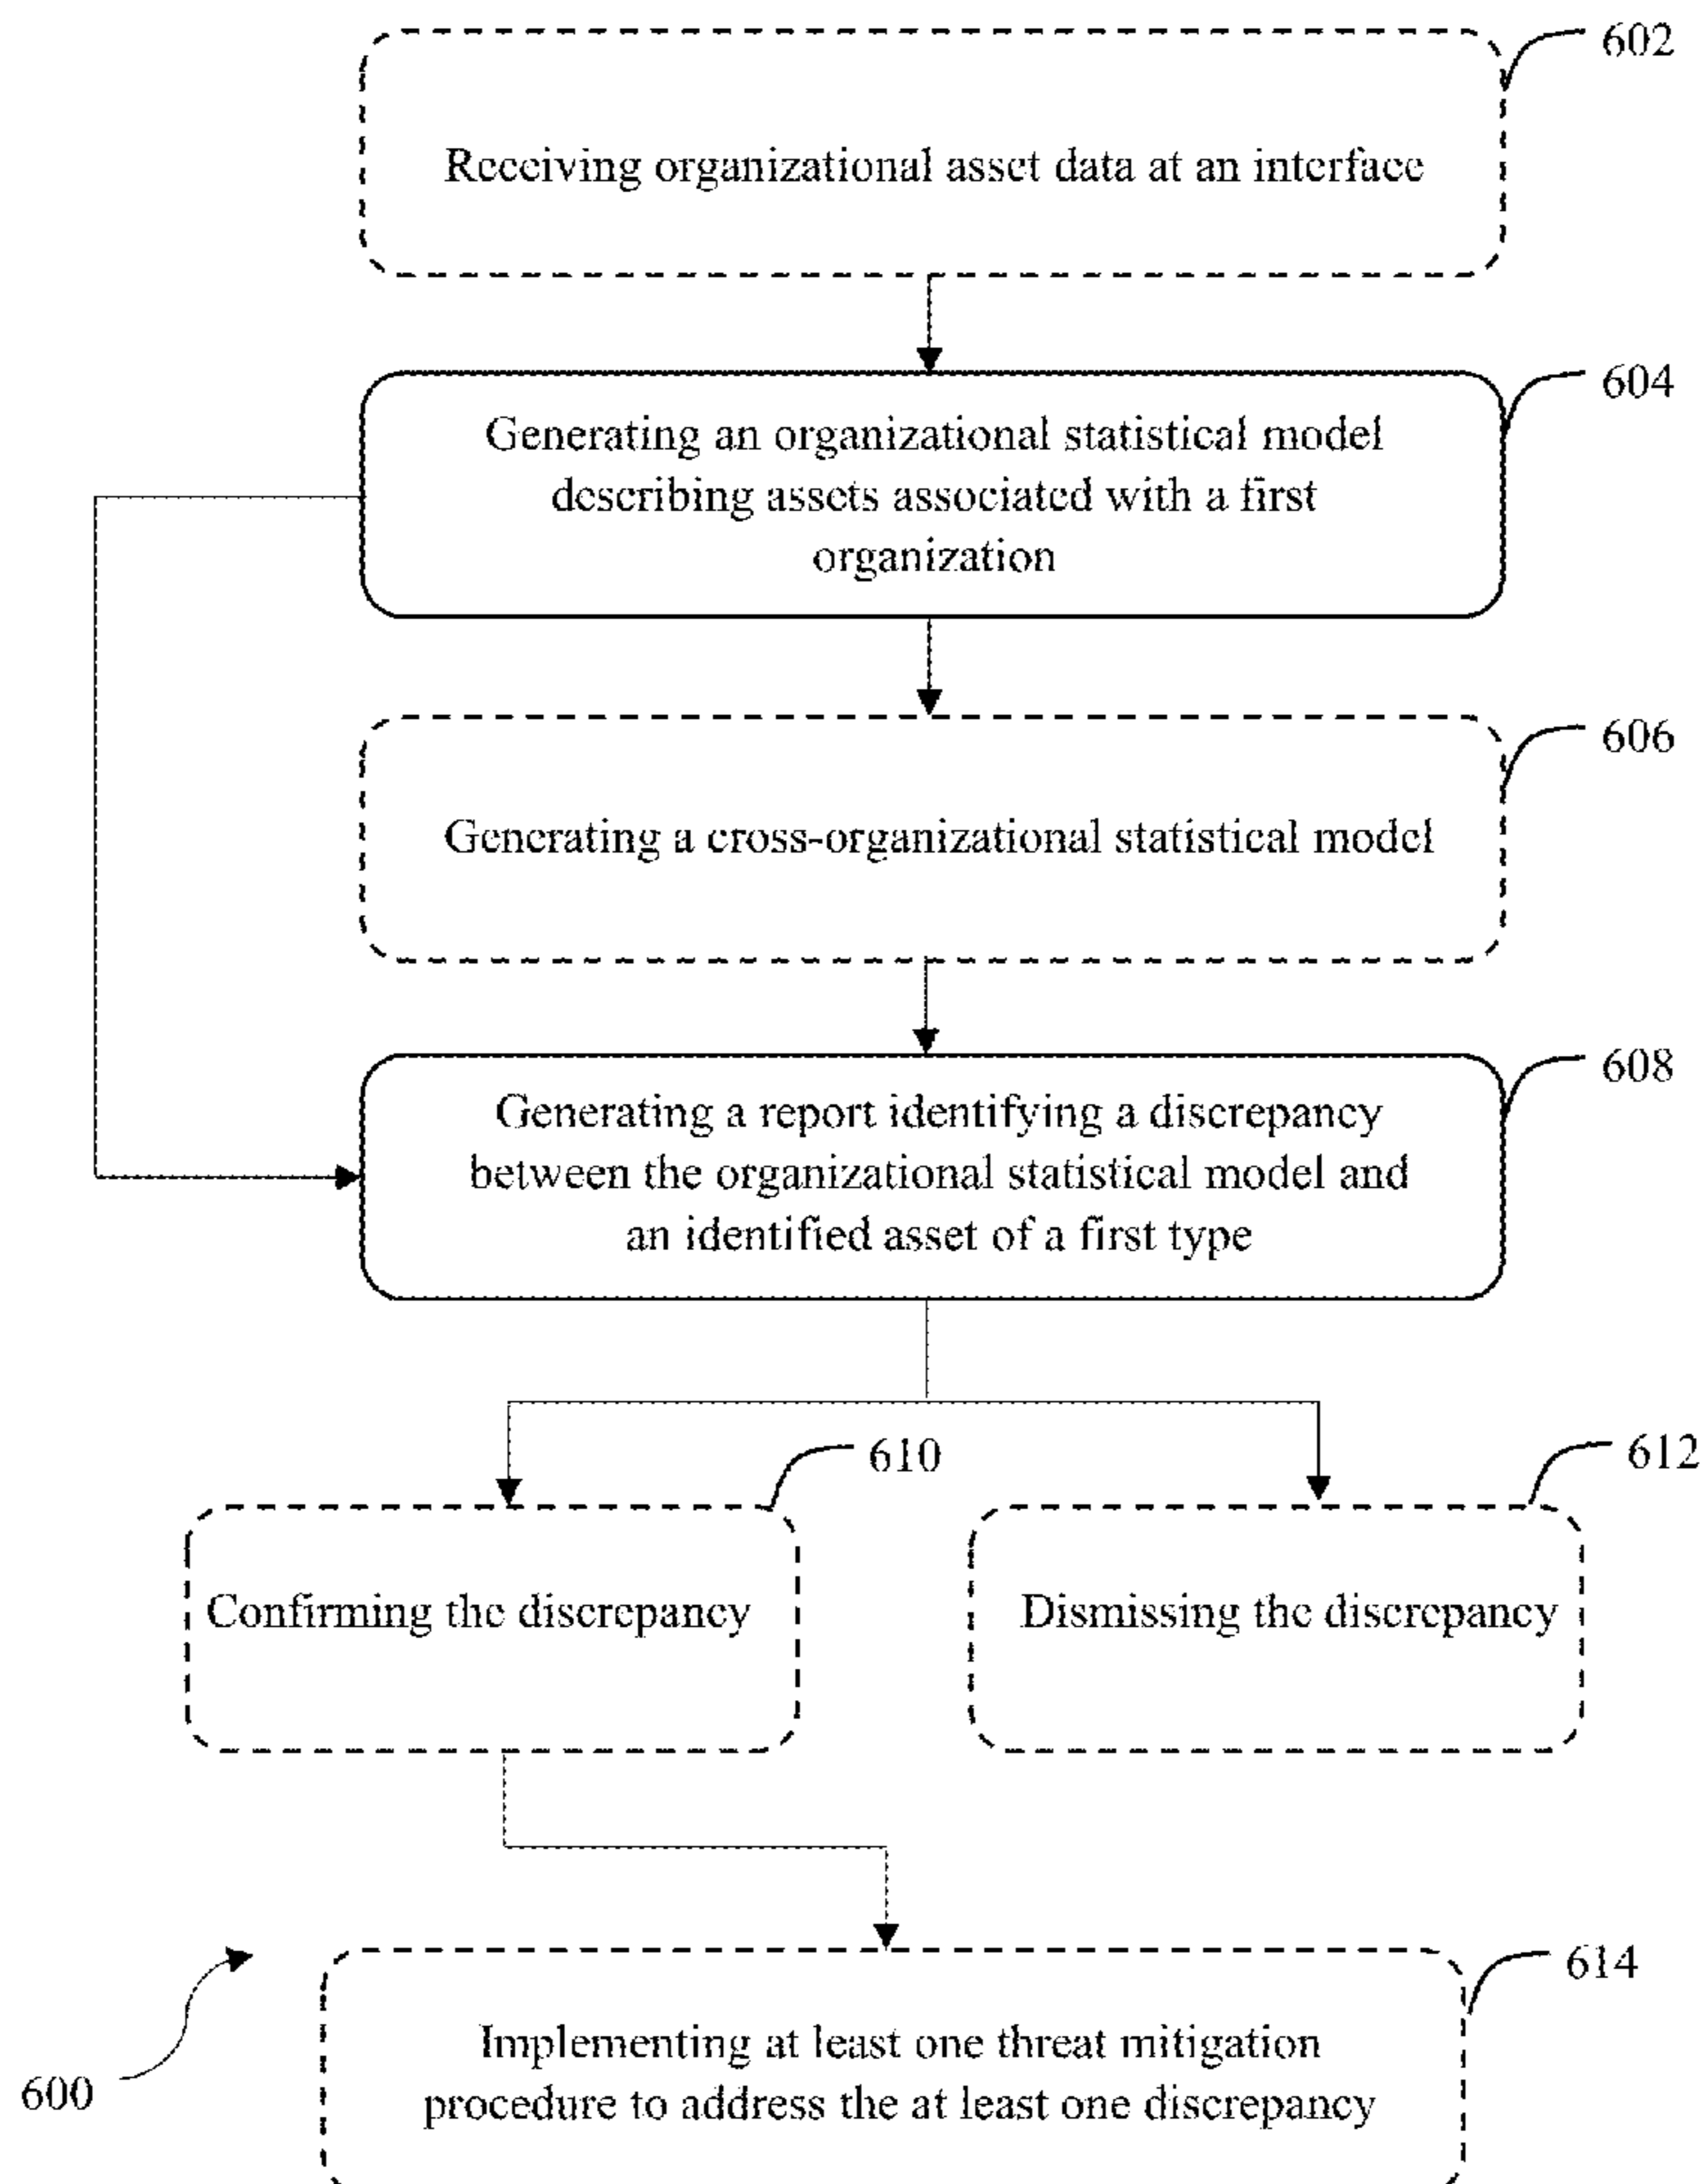 602
Receiving organizational asset data at an interface
604
Generating an organizational statistical model
describing assets associated with a first
organization
606
Generating a cross-organizational statistical model
608
Generating a report identifying a discrepancy
between the organizational statistical model and
an identified asset of a first type
610
612
Confirming the discrepancy
Dismissing the discrepancy
614
Implementing at least one threat mitigation
procedure to address the at least one discrepancy
600